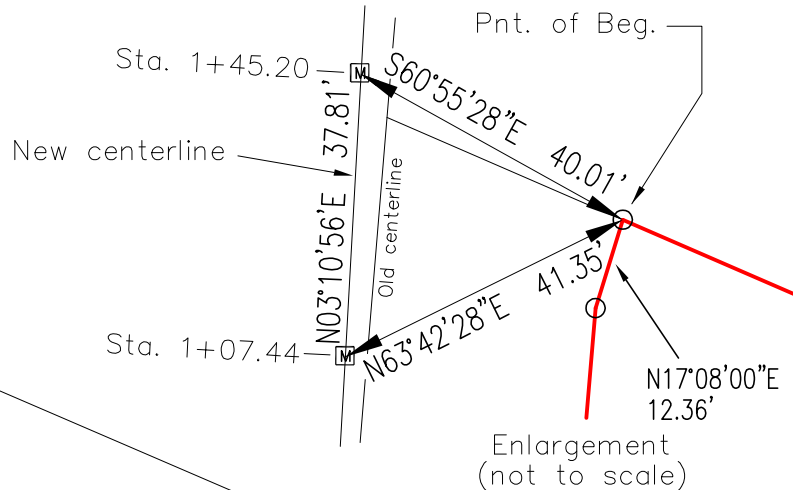 Pnt. of Beg.
Sta. 1+45.20
M
S60°55'28"E 40.01'
New centerline
N03°10'56'E 37.81'
Old centerline
N63°42'28"E 41.35'
Sta. 1+07.44
M
N17°08'00"E
12.36'
Enlargement
(not to scale)